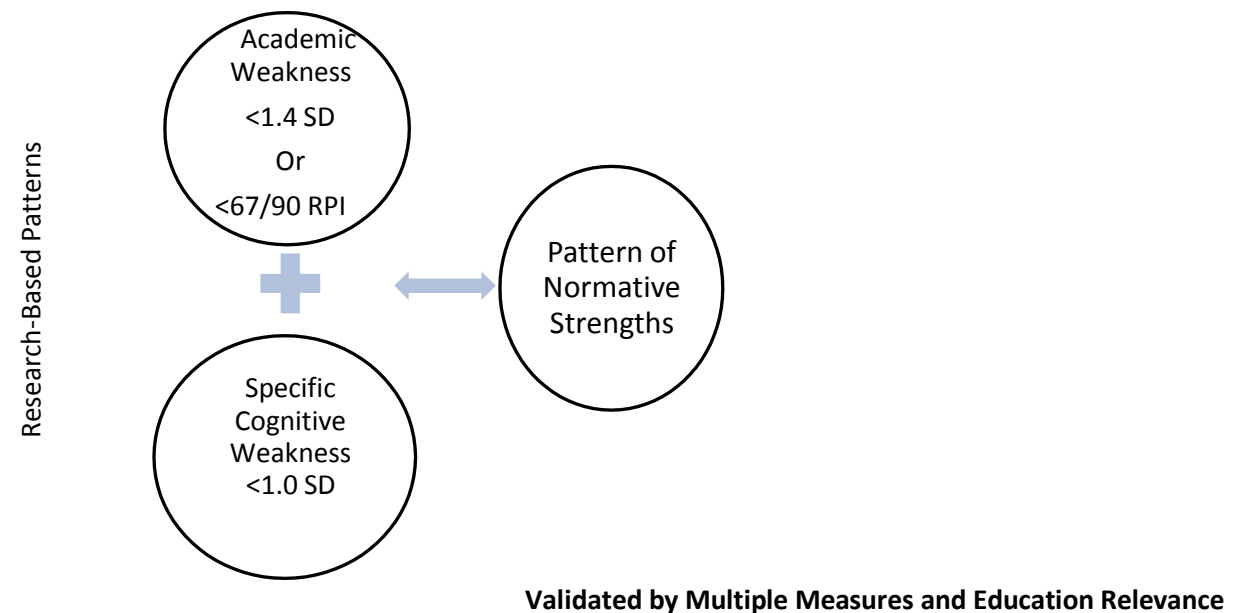 Research-Based Patterns
Academic
Weakness
<1.4 SD
Or
<67/90 RPI
Pattern of
Normative
Strengths
Specific
Cognitive
Weakness
<1.0 SD
Validated by Multiple Measures and Education Relevance